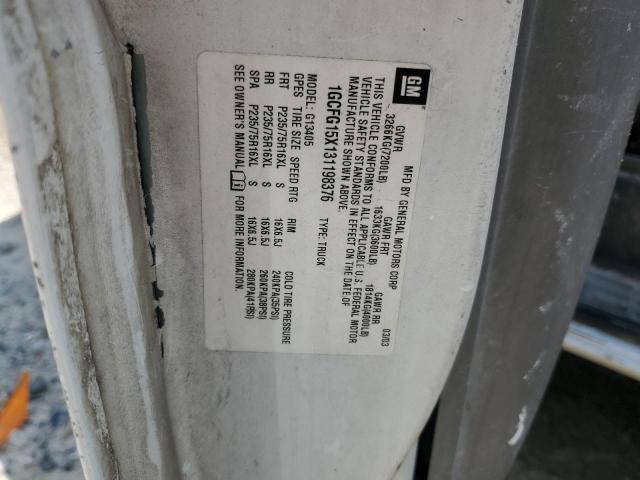 GM
MFD BY GENERAL MOTORS CORP
03/03
GVWR GAWR FRT GAWR RR
3266KG(7200LB) 1633KG(3600LB) 1814KG(4000LB)
THIS VEHICLE CONFORMS TO ALL APPLICABLE U.S. FEDERAL MOTOR
VEHICLE SAFETY STANDARDS IN EFFECT ON THE DATE OF
MANUFACTURE SHOWN ABOVE.
1GCFG15X131198376 TYPE: TRUCK
MODEL: G13405
GPES TIRE SIZE SPEED RTG RIM COLD TIRE PRESSURE
FRT P235/75R16XL S 16X6.5J 240KPA(35PSI)
RR P235/75R16XL S 16X6.5J 260KPA(38PSI)
SPA P235/75R16XL S 16X6.5J 280KPA(41PSI)
SEE OWNER'S MANUAL FOR MORE INFORMATION.